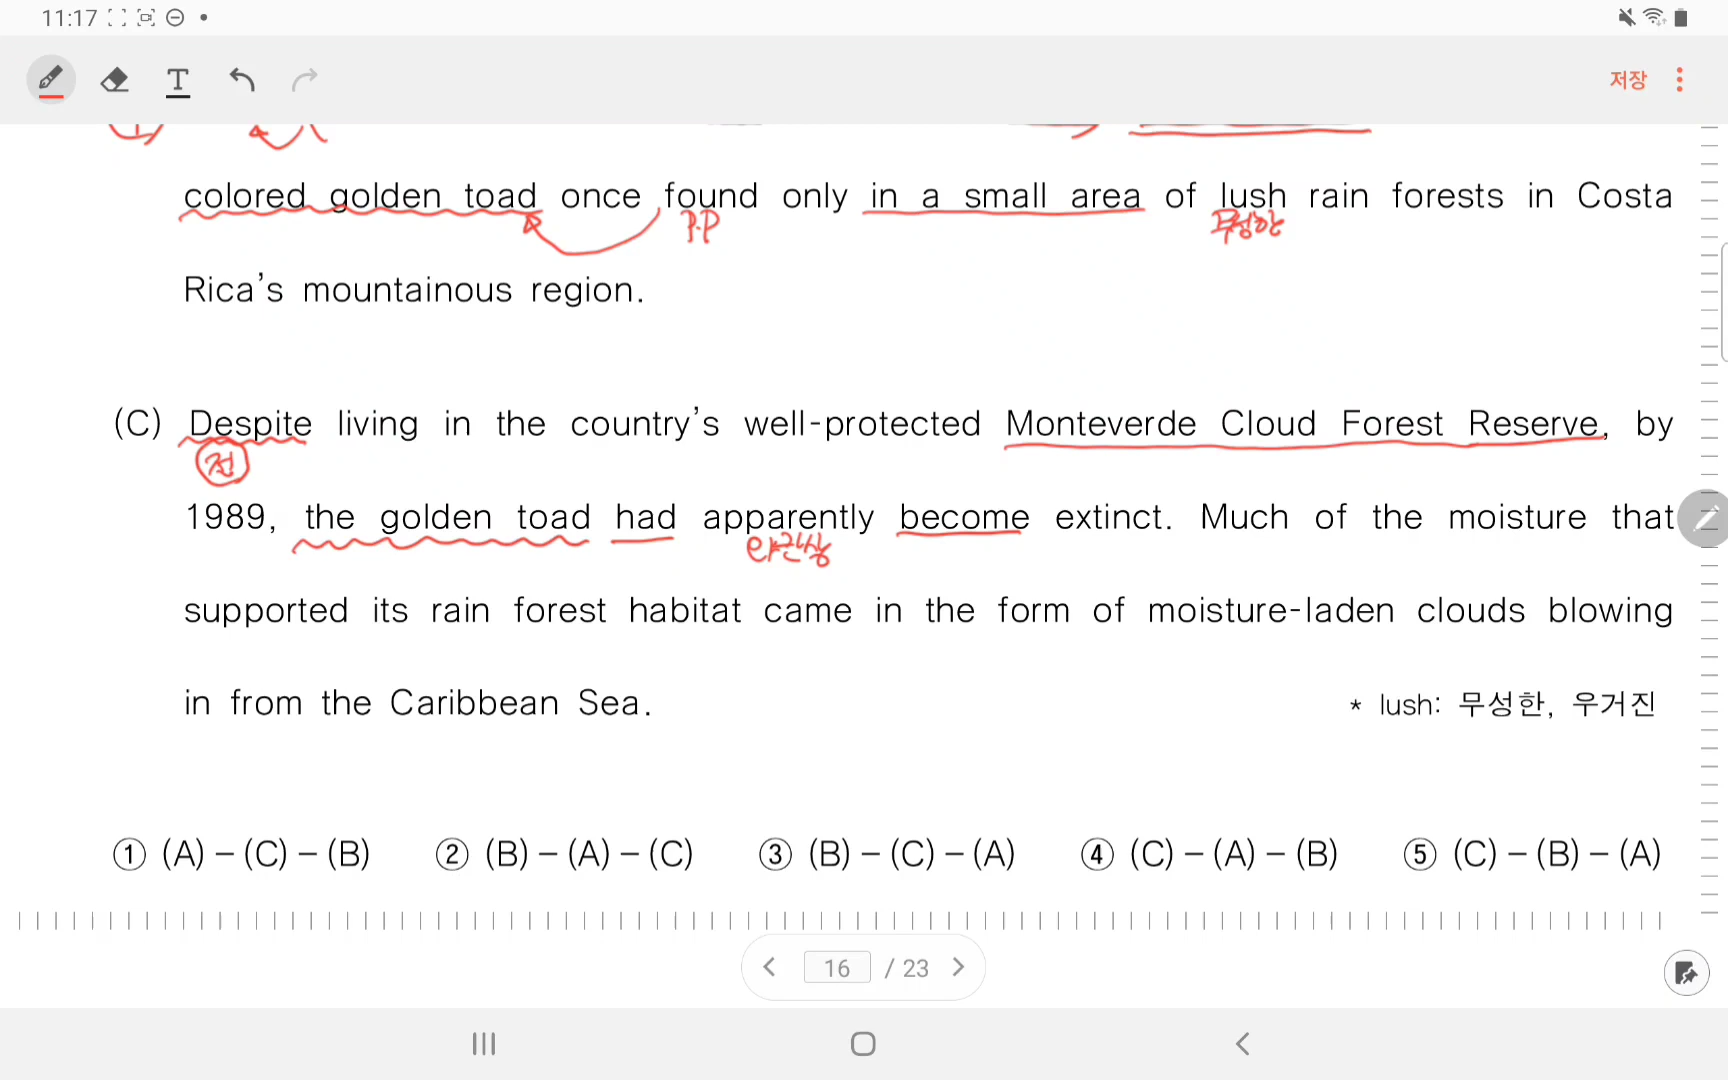 11:17
T
저장
colored golden toad once found only in a small area of lush rain forests in Costa
P.P
무성한
Rica's mountainous region.
(C) Despite living in the country's well-protected Monteverde Cloud Forest Reserve, by
전
1989, the golden toad had apparently become extinct. Much of the moisture that
supported its rain forest habitat came in the form of moisture-laden clouds blowing
in from the Caribbean Sea.
* lush: 무성한, 우거진
① (A) – (C) – (B) ② (B) – (A) – (C) ③ (B) – (C) – (A) ④ (C) – (A) – (B) ⑤ (C) – (B) – (A)
16 / 23